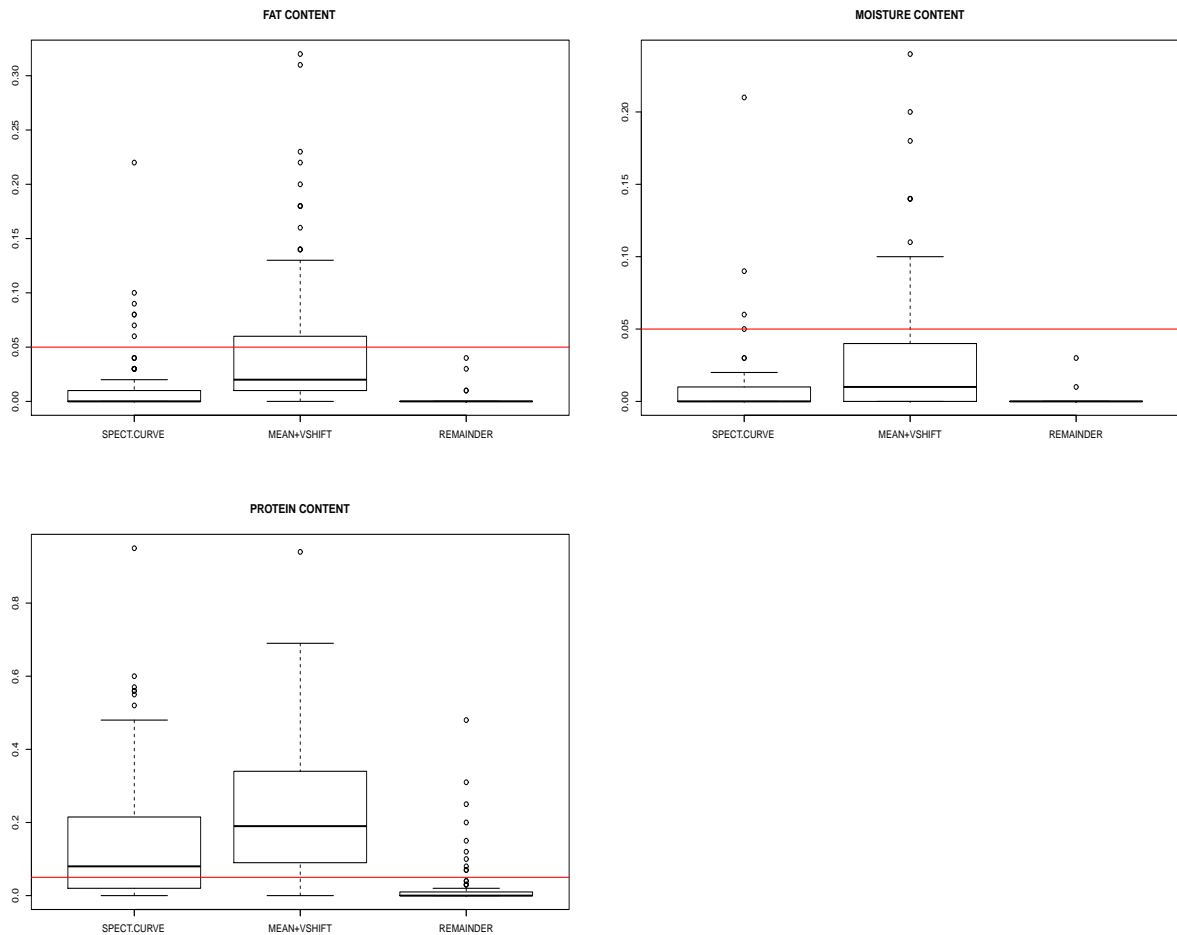 FAT CONTENT
0.30
0.25
0.20
0.15
0.10
0.05
0.00
SPECT.CURVE MEAN+VSHIFT REMAINDER
MOISTURE CONTENT
0.20
0.15
0.10
0.05
0.00
SPECT.CURVE MEAN+VSHIFT REMAINDER
PROTEIN CONTENT
0.8
0.6
0.4
0.2
0.0
SPECT.CURVE MEAN+VSHIFT REMAINDER